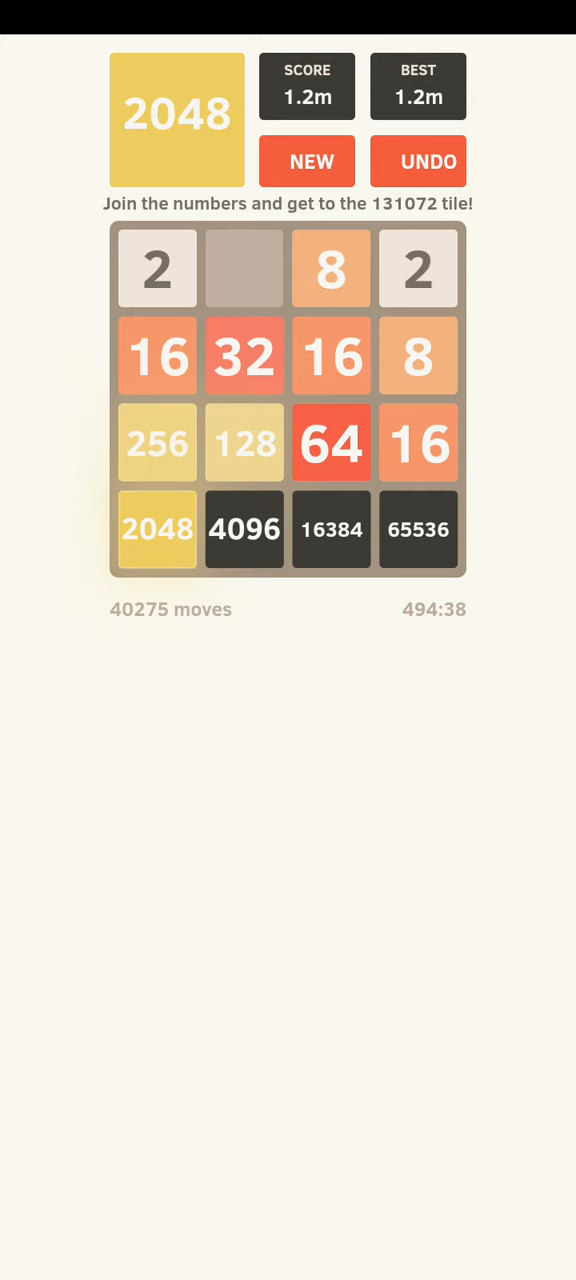 2048
SCORE
1.2m
BEST
1.2m
NEW
UNDO
Join the numbers and get to the 131072 tile!
2 8 2
16 32 16 8
256 128 64 16
2048 4096 16384 65536
40275 moves
494:38